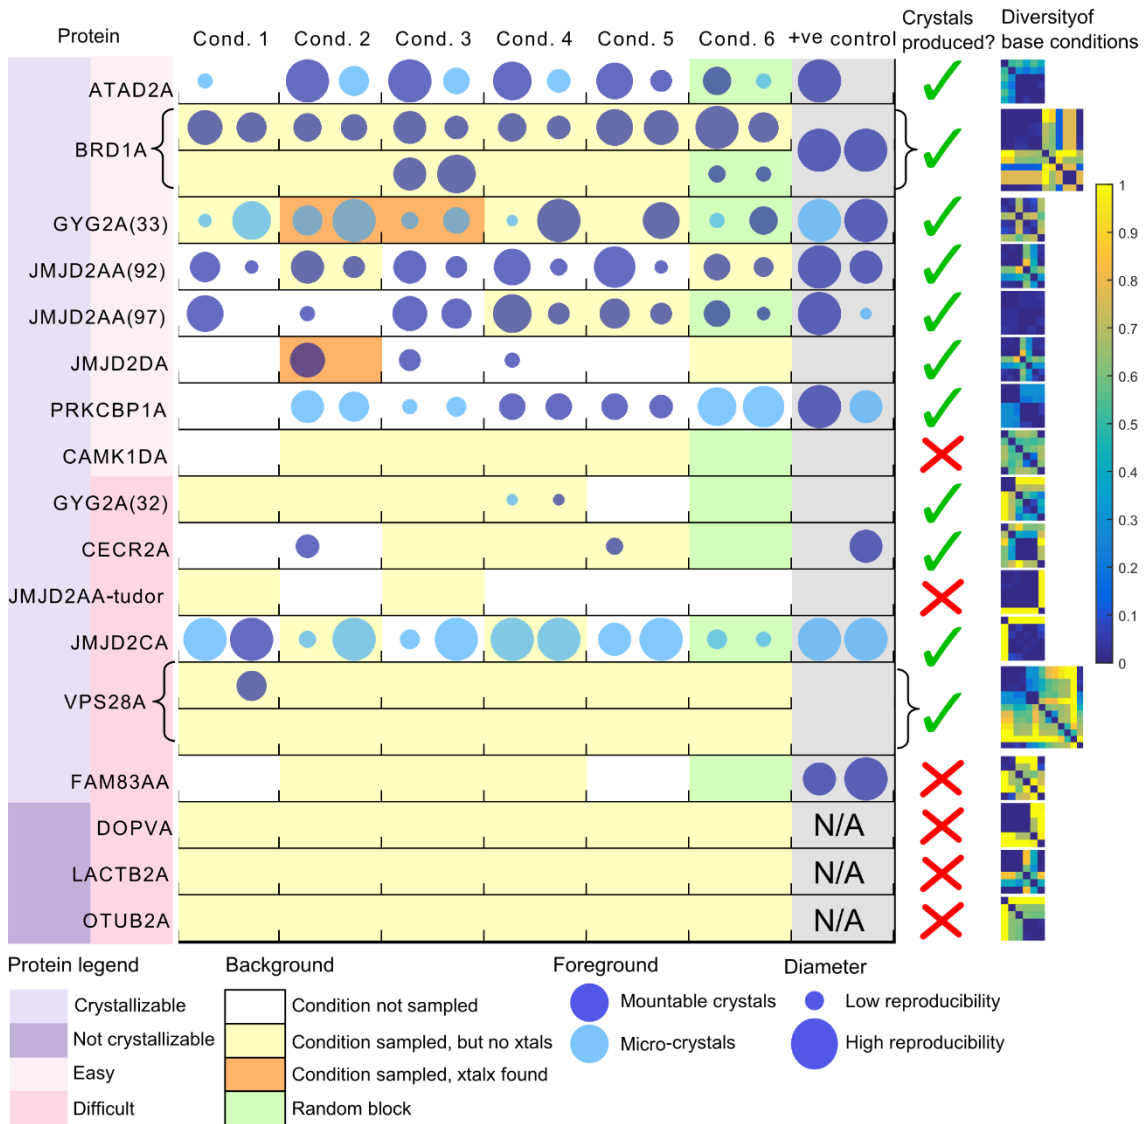 Protein
Cond. 1
Cond. 2
Cond. 3
Cond. 4
Cond. 5
Cond. 6
+ve control
Crystals
produced?
Diversityof
base conditions
ATAD2A
BRD1A
GYG2A(33)
JMJD2AA(92)
JMJD2AA(97)
JMJD2DA
PRKCBP1A
CAMK1DA
GYG2A(32)
CECR2A
JMJD2AA-tudor
JMJD2CA
VPS28A
FAM83AA
DOPVA
N/A
LACTB2A
N/A
OTUB2A
N/A
1
0.9
0.8
0.7
0.6
0.5
0.4
0.3
0.2
0.1
0
Protein legend
Crystallizable
Not crystallizable
Easy
Difficult
Background
Condition not sampled
Condition sampled, but no xtals
Condition sampled, xtalx found
Random block
Foreground
Mountable crystals
Micro-crystals
Diameter
Low reproducibility
High reproducibility